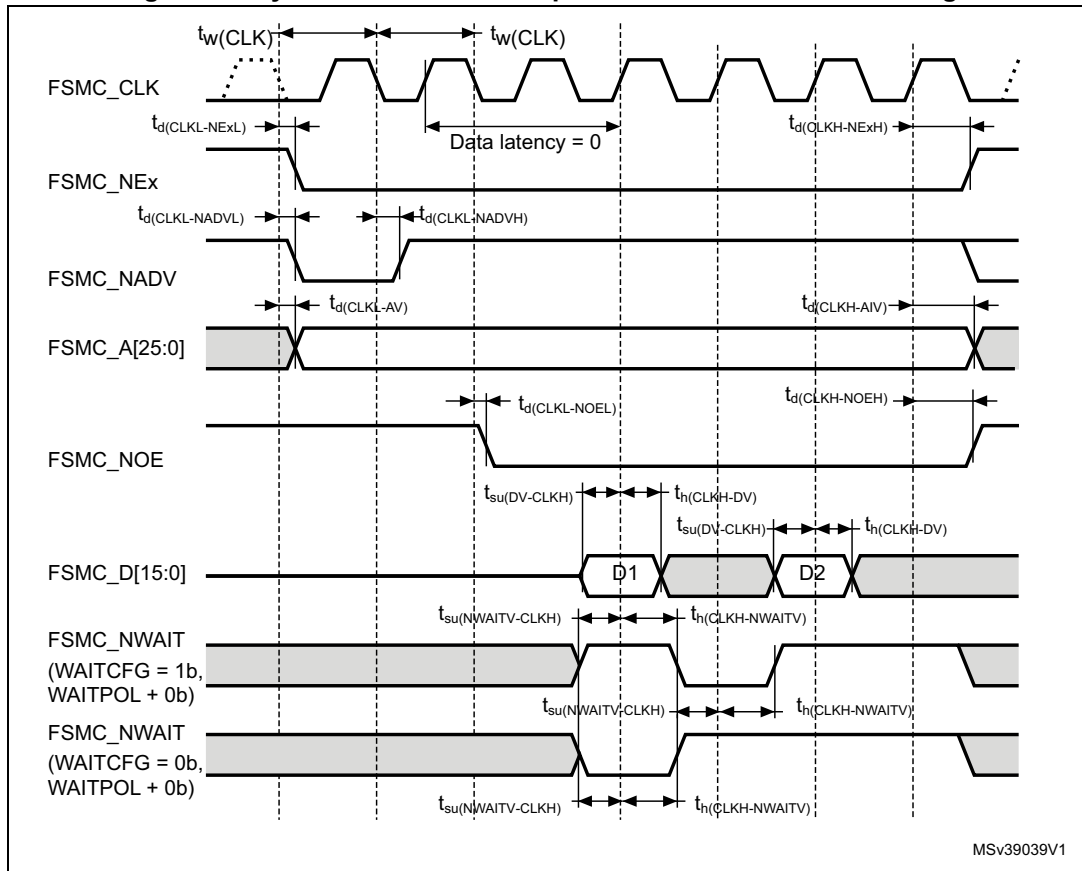 tw(CLK) tw(CLK)
FSMC_CLK
td(CLKL-NExL) Data latency = 0 td(CLKH-NExH)
FSMC_NEx
td(CLKL-NADVL) td(CLKL-NADVH)
FSMC_NADV
td(CLKL-AV) td(CLKH-AIV)
FSMC_A[25:0]
td(CLKL-NOEL) td(CLKH-NOEH)
FSMC_NOE
tsu(DV-CLKH) th(CLKH-DV)
tsu(DV-CLKH) th(CLKH-DV)
FSMC_D[15:0] D1 D2
tsu(NWAITV-CLKH) th(CLKH-NWAITV)
FSMC_NWAIT
(WAITCFG = 1b,
WAITPOL + 0b)
tsu(NWAITV-CLKH) th(CLKH-NWAITV)
FSMC_NWAIT
(WAITCFG = 0b,
WAITPOL + 0b)
tsu(NWAITV-CLKH) th(CLKH-NWAITV)
MSv39039V1